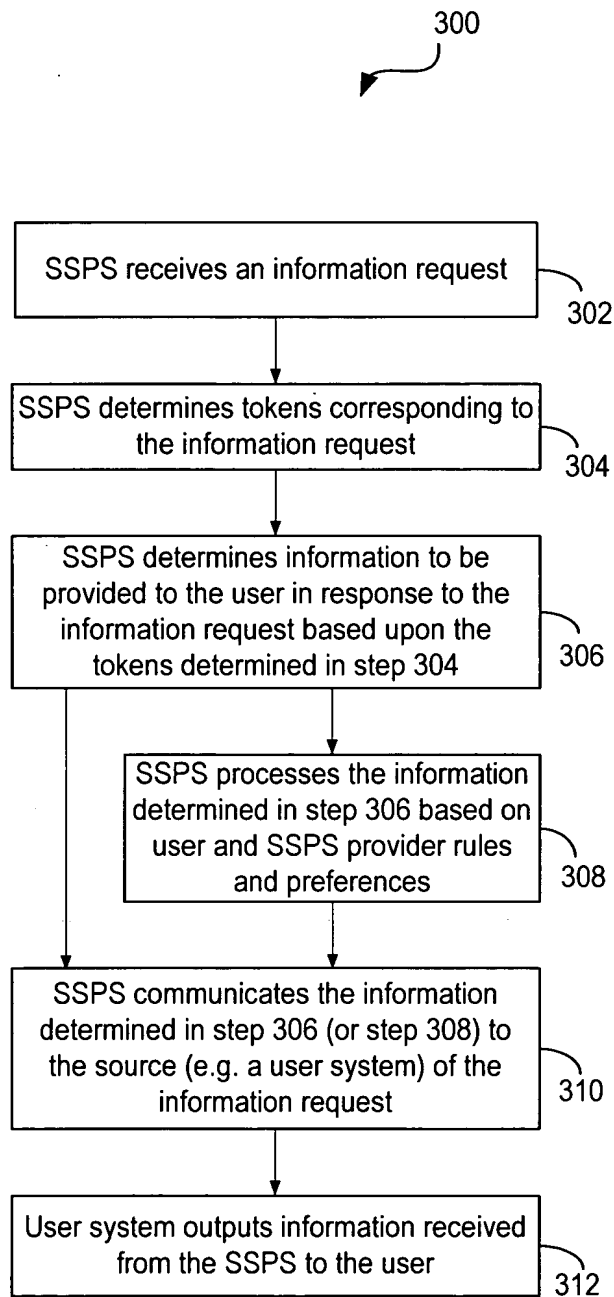 300
SSPS receives an information request
302
SSPS determines tokens corresponding to
the information request
304
SSPS determines information to be
provided to the user in response to the
information request based upon the
tokens determined in step 304
306
SSPS processes the information
determined in step 306 based on
user and SSPS provider rules
and preferences
308
SSPS communicates the information
determined in step 306 (or step 308) to
the source (e.g. a user system) of the
information request
310
User system outputs information received
from the SSPS to the user
312